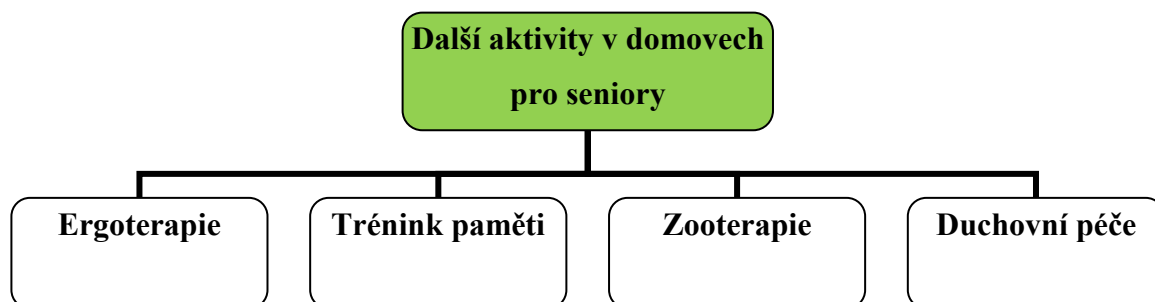 Další aktivity v domovech
pro seniory
Ergoterapie
Trénink paměti
Zooterapie
Duchovní péče